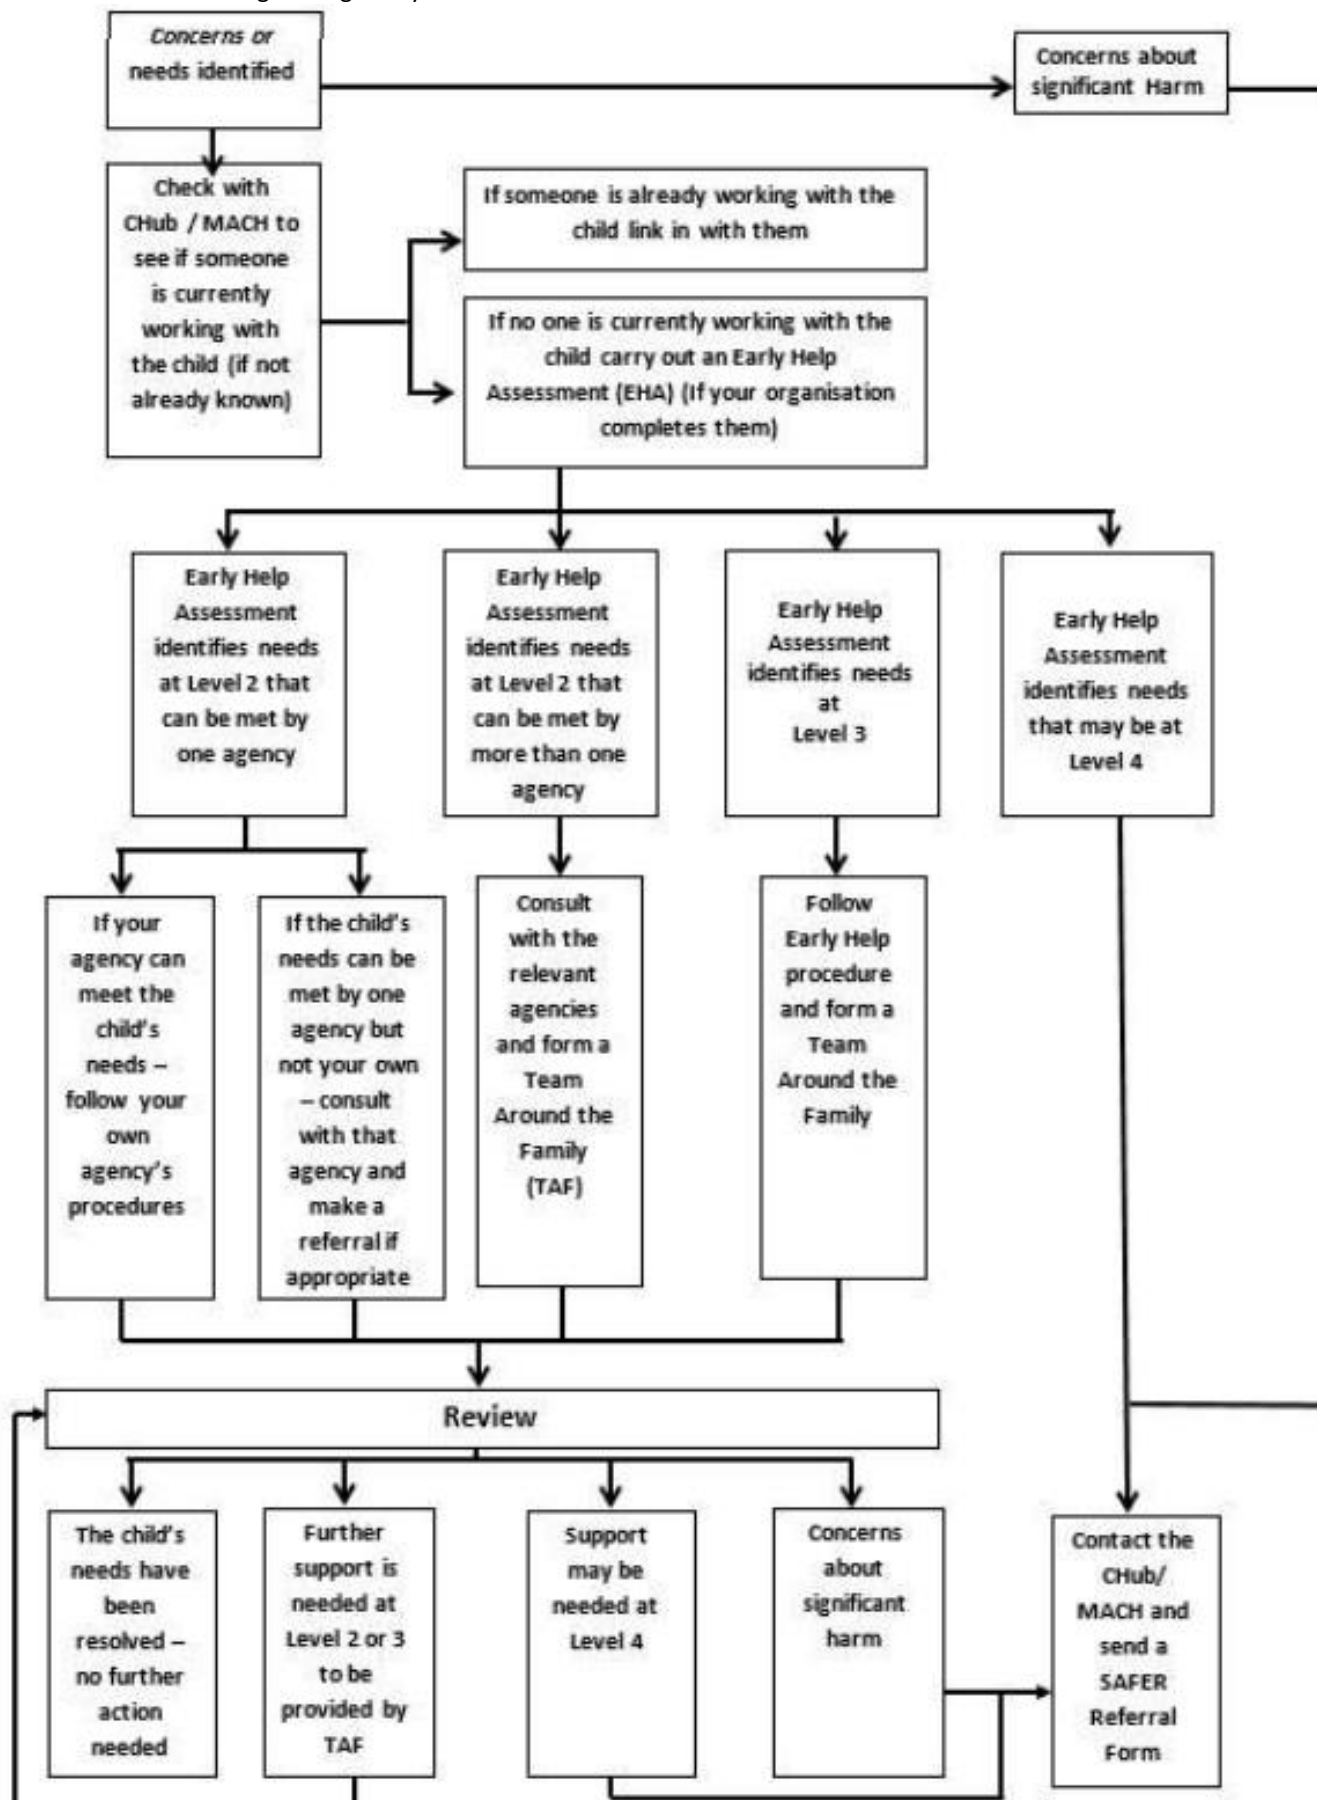 Concerns or
needs identified
Concerns about
significant Harm
Check with
CHub / MACH to
see if someone
is currently
working with
the child (if not
already known)
If someone is already working with the
child link in with them
If no one is currently working with the
child carry out an Early Help
Assessment (EHA) (If your organisation
completes them)
Early Help
Assessment
identifies needs
at Level 2 that
can be met by
one agency
Early Help
Assessment
identifies needs
at Level 2 that
can be met by
more than one
agency
Early Help
Assessment
identifies needs
at
Level 3
Early Help
Assessment
identifies needs
that may be at
Level 4
If your
agency can
meet the
child's
needs –
follow your
own
agency's
procedures
If the child's
needs can be
met by one
agency but
not your own
– consult
with that
agency and
make a
referral if
appropriate
Consult
with the
relevant
agencies
and form a
Team
Around the
Family
(TAF)
Follow
Early Help
procedure
and form a
Team
Around the
Family
Review
The child's
needs have
been
resolved –
no further
action
needed
Further
support is
needed at
Level 2 or 3
to be
provided by
TAF
Support
may be
needed at
Level 4
Concerns
about
significant
harm
Contact the
CHub/
MACH and
send a
SAFER
Referral
Form